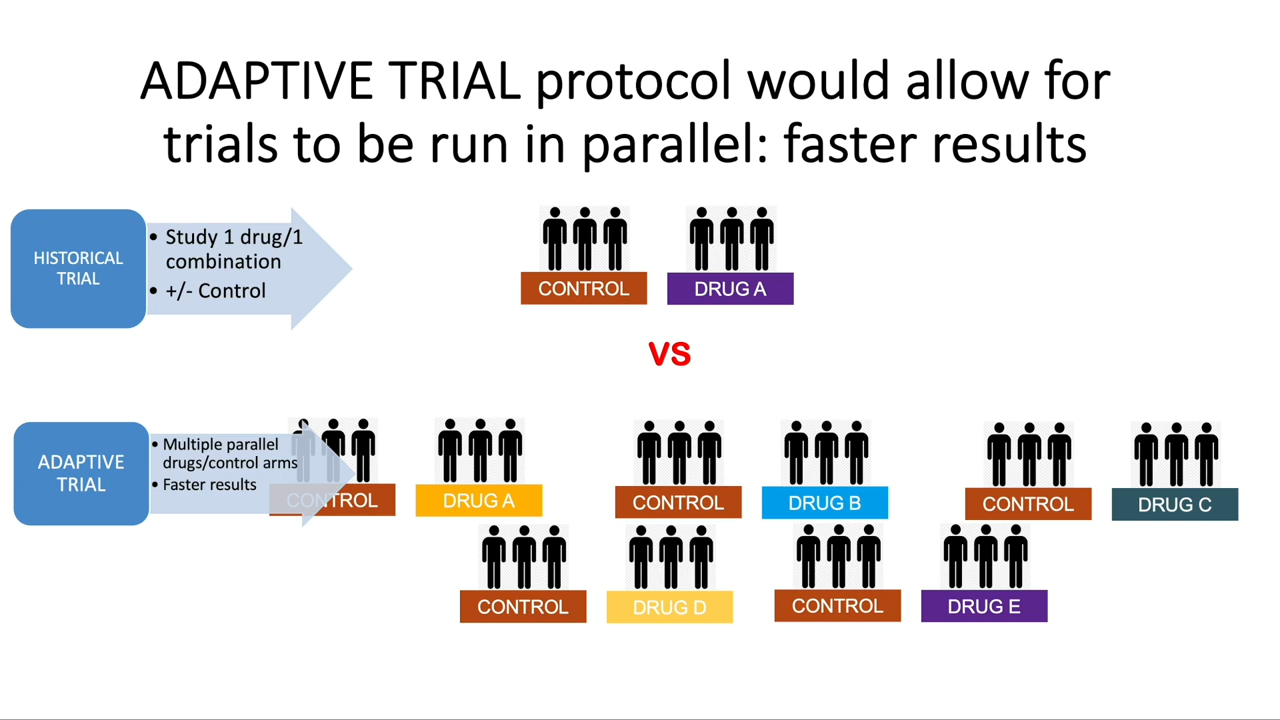 ADAPTIVE TRIAL protocol would allow for
trials to be run in parallel: faster results
HISTORICAL
TRIAL
• Study 1 drug/1
combination
• +/- Control
CONTROL
DRUG A
VS
ADAPTIVE
TRIAL
• Multiple parallel
drugs/control arms
• Faster results
CONTROL
DRUG A
CONTROL
DRUG B
CONTROL
DRUG C
CONTROL
DRUG D
CONTROL
DRUG E